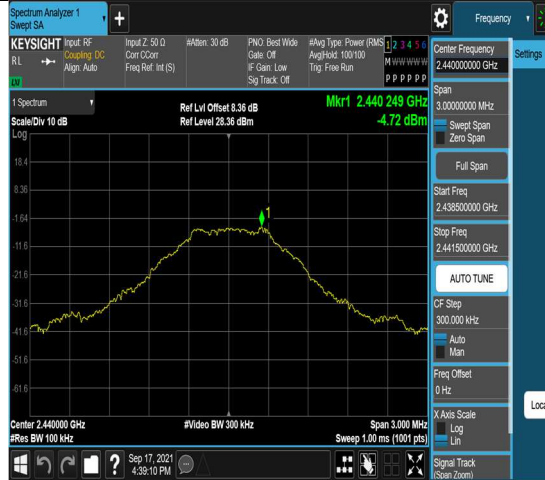 Spectrum Analyzer 1
Swept SA
+
Frequency
KEYSIGHT
Input: RF
Coupling: DC
Align: Auto
Input Z: 50 Ω
Corr CCorr
Freq Ref: Int (S)
#Atten: 30 dB
PNO: Best Wide
Gate: Off
IF Gain: Low
Sig Track: Off
#Avg Type: Power (RMS
Avg|Hold: 100/100
Trig: Free Run
1 2 3 4 5 6
M W W W W W
P P P P P P
RL
1 Spectrum
Scale/Div 10 dB
Ref Lvl Offset 8.36 dB
Ref Level 28.36 dBm
Mkr1 2.440 249 GHz
-4.72 dBm
Log
18.4
8.36
-1.64
-11.6
-21.6
-31.6
-41.6
-51.6
-61.6
1
Center 2.440000 GHz
#Res BW 100 kHz
#Video BW 300 kHz
Span 3.000 MHz
Sweep 1.00 ms (1001 pts)
Sep 17, 2021
4:39:10 PM
?
Center Frequency
2.440000000 GHz
Span
3.00000000 MHz
Swept Span
Zero Span
Full Span
Start Freq
2.438500000 GHz
Stop Freq
2.441500000 GHz
AUTO TUNE
CF Step
300.000 kHz
Auto
Man
Freq Offset
0 Hz
X Axis Scale
Log
Lin
Signal Track
(Span Zoom)
Settings
Loca